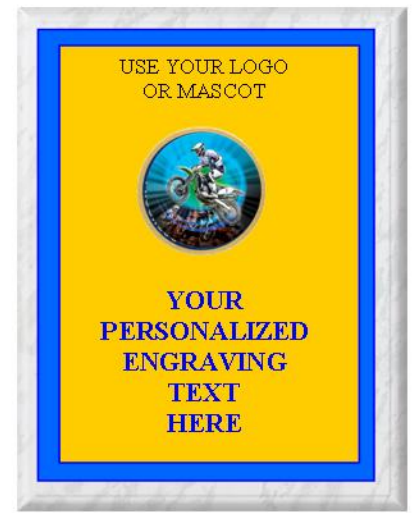 USE YOUR LOGO
OR MASCOT
YOUR
PERSONALIZED
ENGRAVING
TEXT
HERE